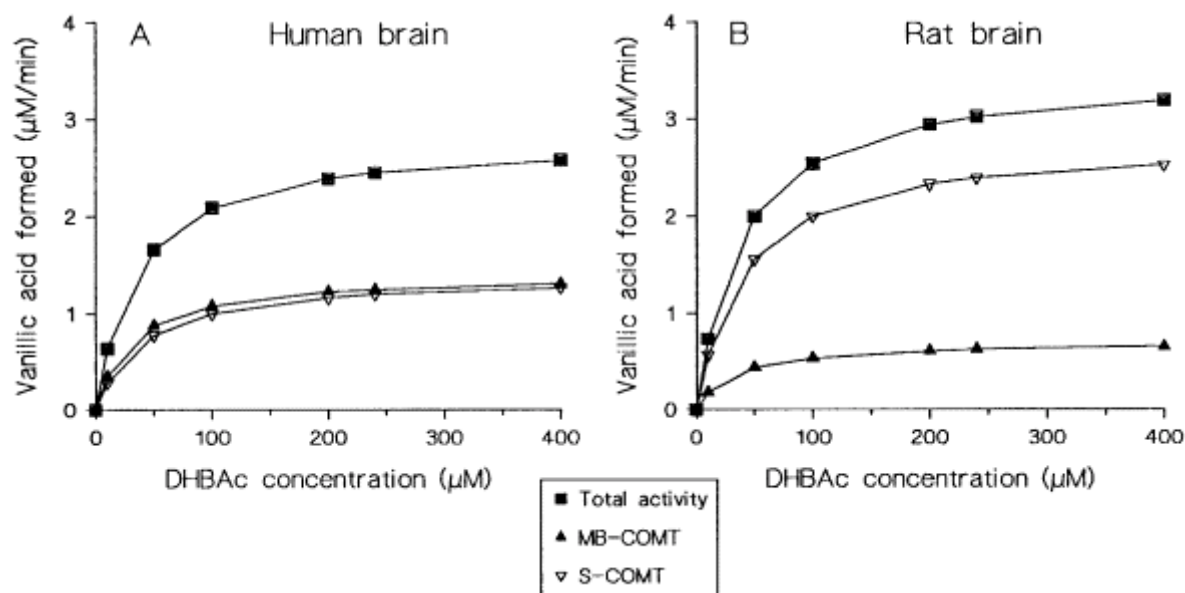 A Human brain
Vanillic acid formed (µM/min)
4
3
2
1
0
0 100 200 300 400
DHBAc concentration (µM)
B Rat brain
Vanillic acid formed (µM/min)
4
3
2
1
0
0 100 200 300 400
DHBAc concentration (µM)
Total activity
MB-COMT
S-COMT